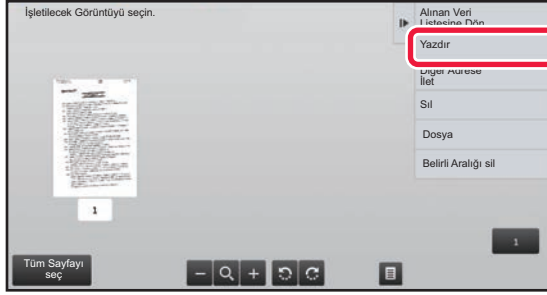 İşletilecek Görüntüyü seçin.
Alınan Veri
Listesine Dön
Yazdır
Diğer Adrese
İlet
Sıl
Dosya
Belirli Aralığı sil
1
1
Tüm Sayfayı
seç